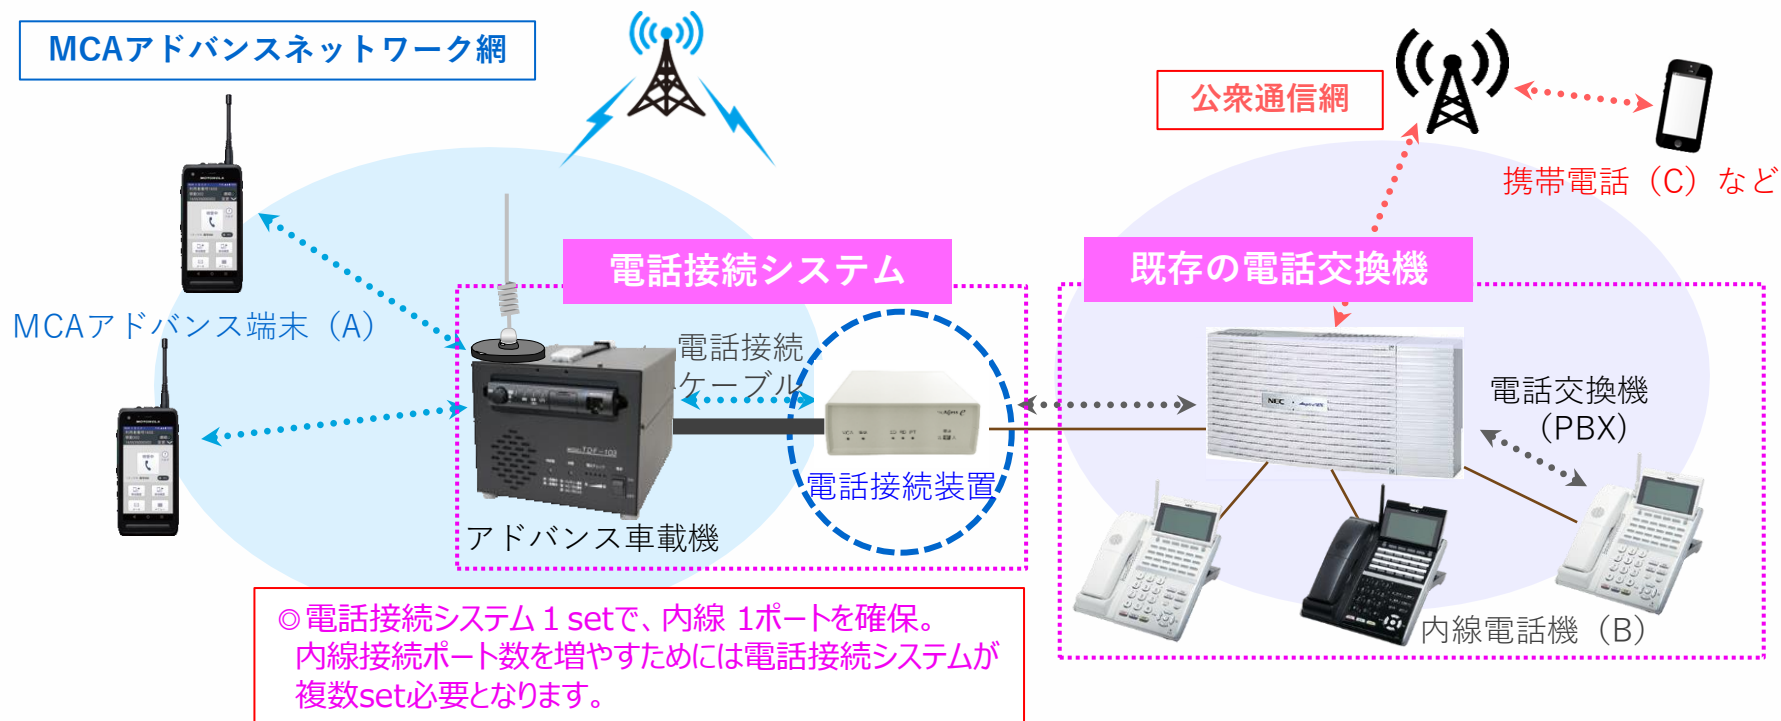 MCAアドバンスネットワーク網
公衆通信網
携帯電話（C）など
電話接続システム
既存の電話交換機
MCAアドバンス端末（A）
MOTOROLA
MOTOROLA
電話接続
ケーブル
TDF-103
NEC
電話交換機
（PBX）
電話接続装置
アドバンス車載機
内線電話機（B）
◎電話接続システム 1 setで、内線 1ポートを確保。
内線接続ポート数を増やすためには電話接続システムが
複数set必要となります。